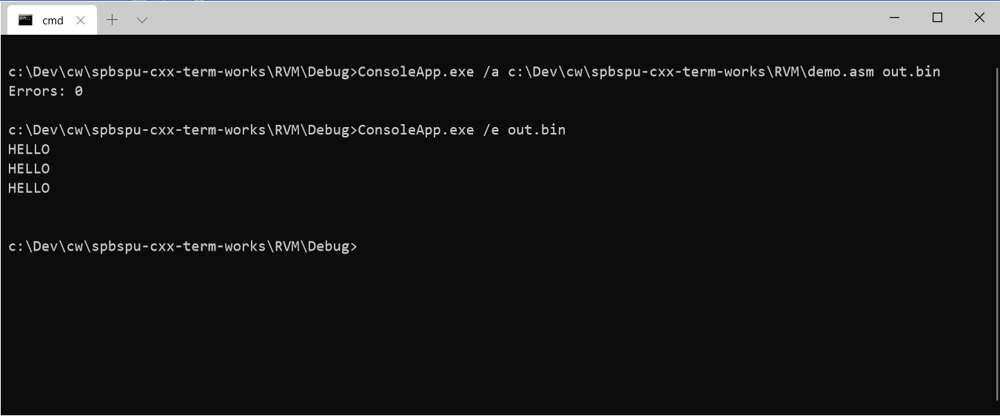 cmd
c:\Dev\cw\spbspu-cxx-term-works\RVM\Debug>ConsoleApp.exe /a c:\Dev\cw\spbspu-cxx-term-works\RVM\demo.asm out.bin
Errors: 0
c:\Dev\cw\spbspu-cxx-term-works\RVM\Debug>ConsoleApp.exe /e out.bin
HELLO
HELLO
HELLO
c:\Dev\cw\spbspu-cxx-term-works\RVM\Debug>